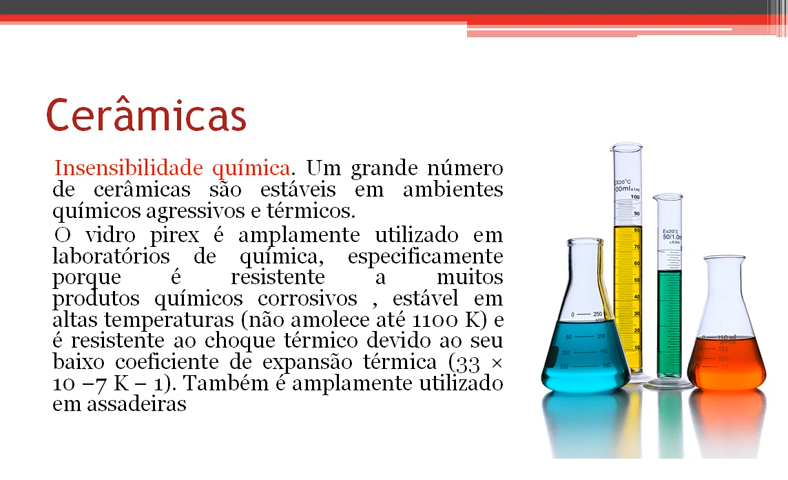 Cerâmicas
Insensibilidade química. Um grande número
de cerâmicas são estáveis em ambientes
químicos agressivos e térmicos.
O vidro pirex é amplamente utilizado em
laboratórios de química, especificamente
porque é resistente a muitos
produtos químicos corrosivos , estável em
altas temperaturas (não amolece até 1100 K) e
é resistente ao choque térmico devido ao seu
baixo coeficiente de expansão térmica (33 ×
10 −7 K − 1). Também é amplamente utilizado
em assadeiras
100
90